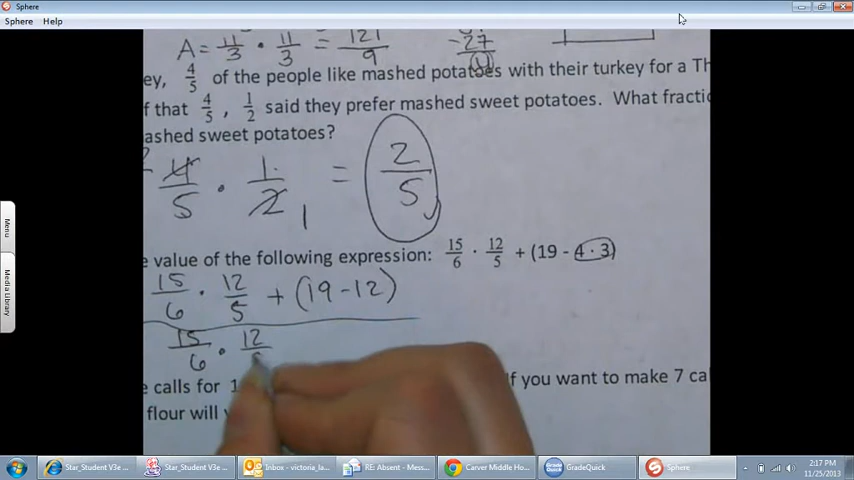 Sphere
Sphere Help
A = 11/3 · 11/3 = 121/9
- 27
ey, 4/5 of the people like mashed potatoes with their turkey for a Th
f that 4/5 , 1/2 said they prefer mashed sweet potatoes. What fracti
ashed sweet potatoes?
4/5 · 1/2 = 2/5
1
e value of the following expression: 15/6 · 12/5 + (19 - 4 · 3)
15/6 · 12/5 + (19 - 12)
15/6 · 12
e calls for 1
f you want to make 7 ca
flour will
Menu
Media Library
Star_Student V3e ...
Star_Student V3e ...
Inbox - victoria_la...
RE: Absent - Mess...
Carver Middle Ho...
GradeQuick
Sphere
2:17 PM
11/25/2013